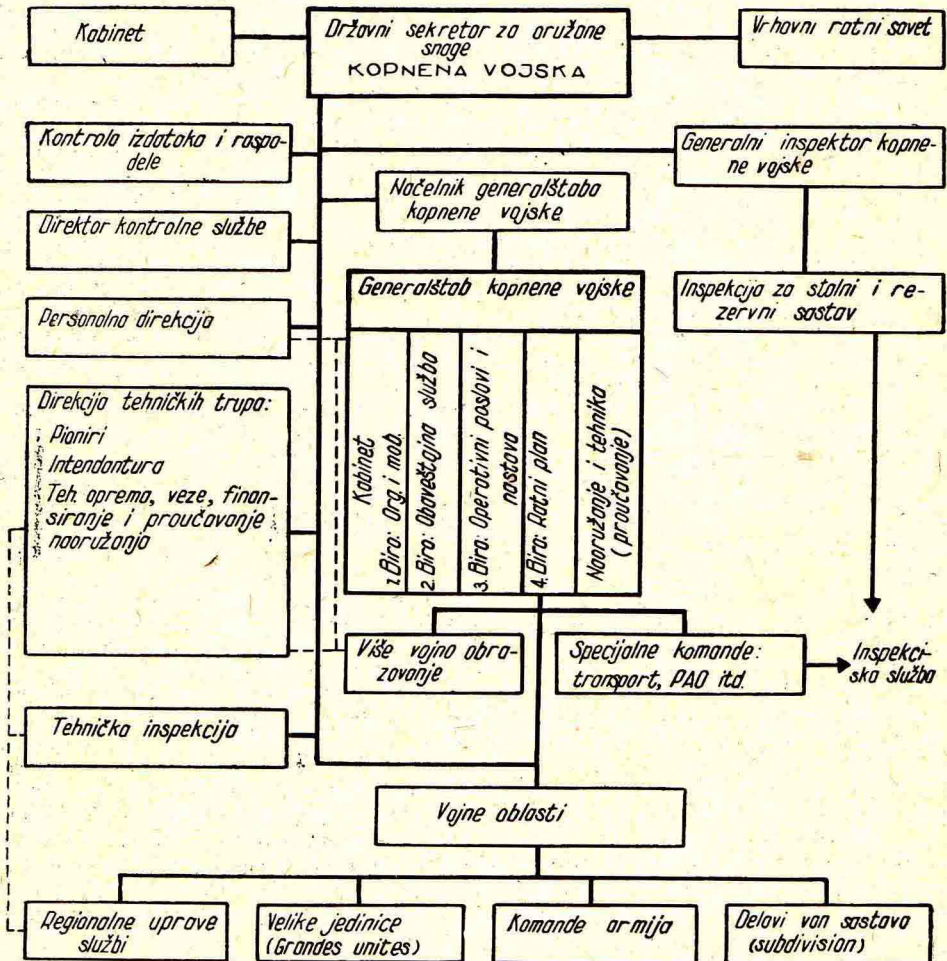 Kabinet
Državni sekretar za oružane
snage
KOPNENA VOJSKA
Vrhovni ratni savet
Kontrola izdataka i raspo-
dele
Generalni inspektor kopne-
ne vojske
Načelnik generalštaba
kopnene vojske
Direktor kontrolne službe
Generalštab kopnene vojske
Inspekcija za stalni i re-
zervni sastav
Personalna direkcija
Direkcija tehničkih trupa:
Pioniri
Intendantura
Teh. oprema, veze, finan-
siranje i proučavanje
naoružanja
Kabinet
1. Biro: Org. i mob.
2. Biro: Obaveštajna služba
3. Biro: Operativni poslovi i
nastava
4. Biro: Ratni plan
Naoružanje i tehnika
(proučavanje)
Više vojno obra-
zovanje
Specijalne komande:
transport, PAO itd.
Inspekci-
ska služba
Tehnička inspekcija
Vojne oblasti
Regionalne uprave
službi
Velike jedinice
(Grandes unites)
Komande armija
Delovi van sastava
(subdivision)